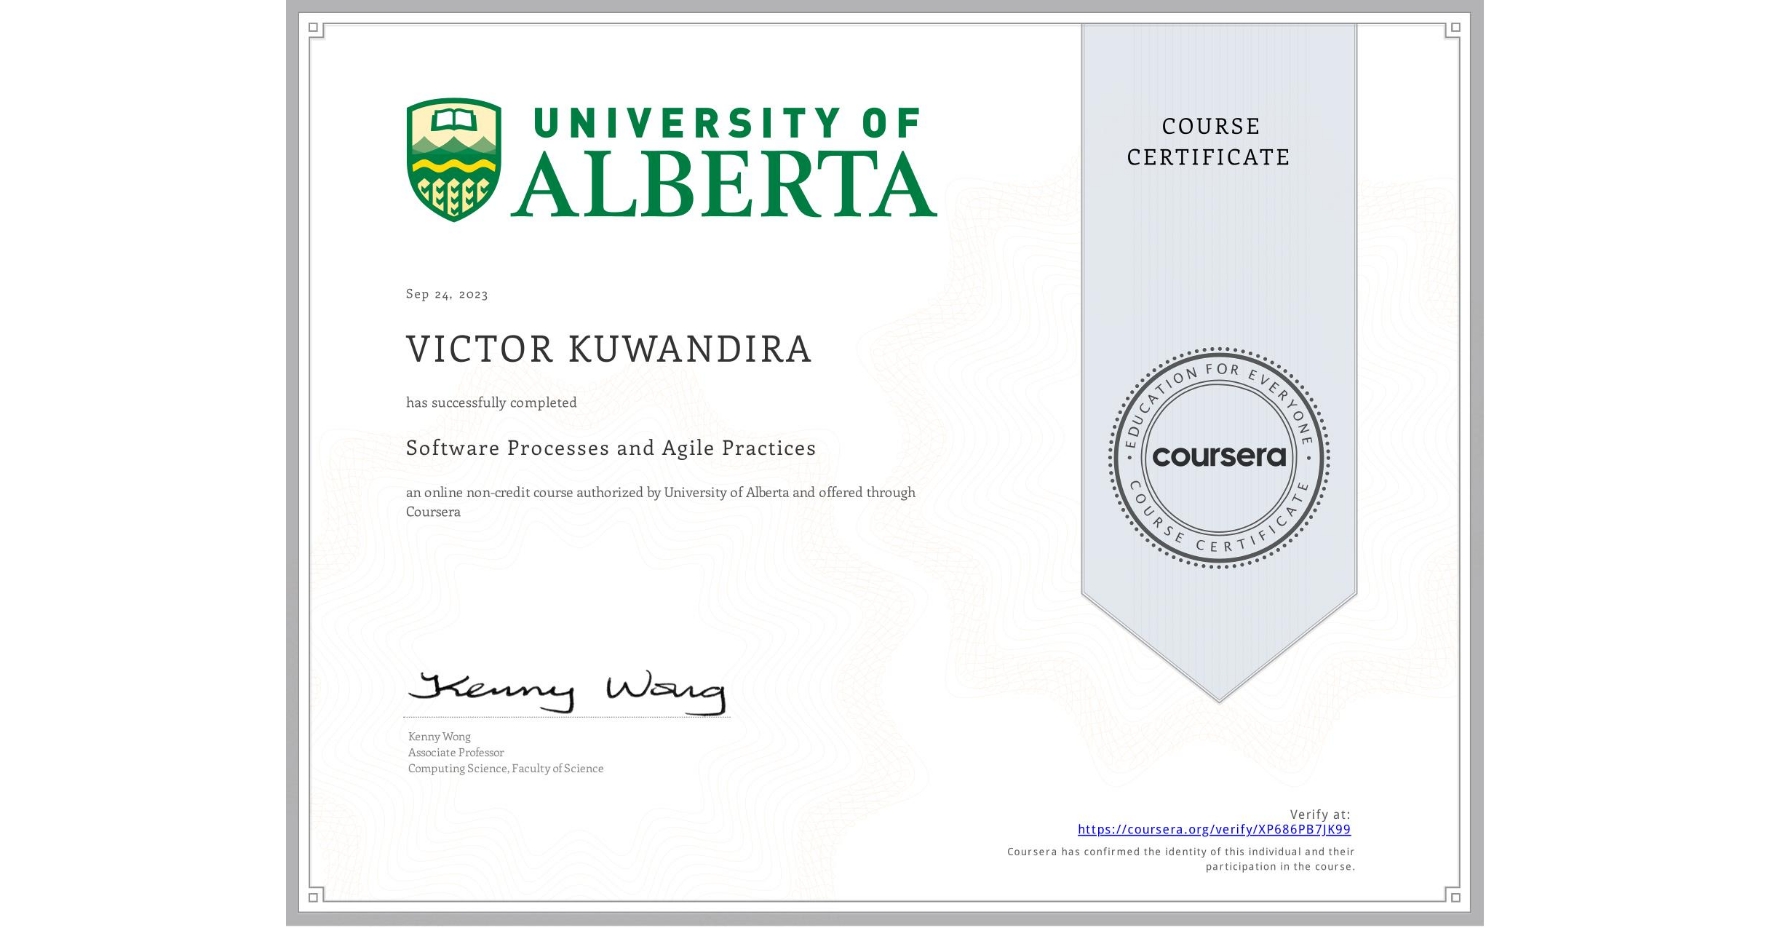 UNIVERSITY OF
ALBERTA
COURSE
CERTIFICATE
Sep 24, 2023
VICTOR KUWANDIRA
has successfully completed
Software Processes and Agile Practices
an online non-credit course authorized by University of Alberta and offered through
Coursera
EDUCATION FOR EVERYONE
coursera
COURSE CERTIFICATE
Kenny Wong
Kenny Wong
Associate Professor
Computing Science, Faculty of Science
Verify at:
https://coursera.org/verify/XP686PB7JK99
Coursera has confirmed the identity of this individual and their
participation in the course.